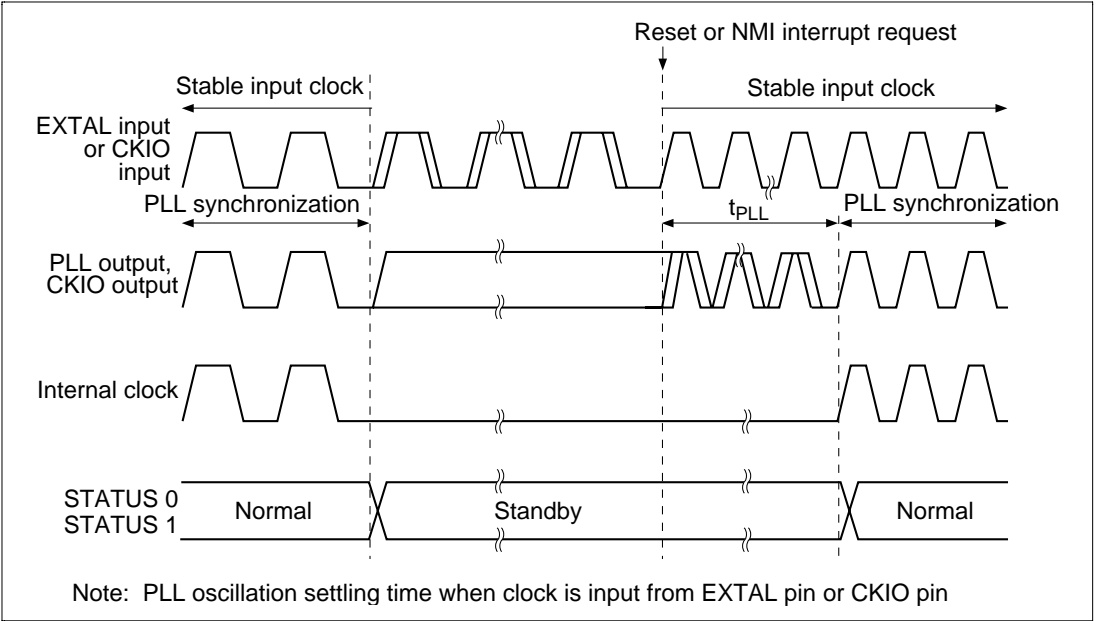 Reset or NMI interrupt request
Stable input clock
Stable input clock
EXTAL input
or CKIO
input
PLL synchronization
tPLL
PLL synchronization
PLL output,
CKIO output
Internal clock
STATUS 0
STATUS 1
Normal
Standby
Normal
Note: PLL oscillation settling time when clock is input from EXTAL pin or CKIO pin